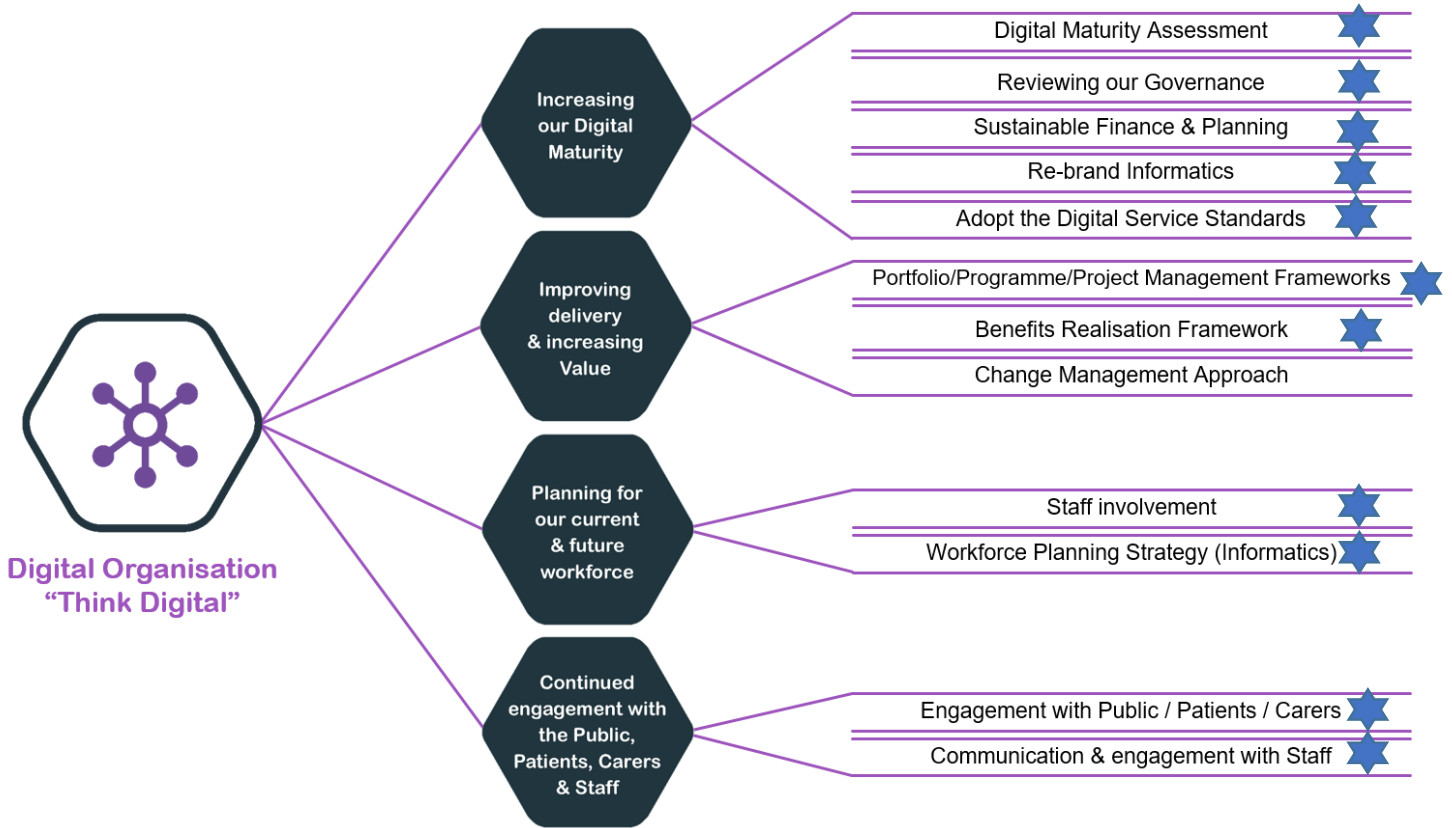 Digital Organisation
“Think Digital”
Increasing
our Digital
Maturity
Digital Maturity Assessment
Reviewing our Governance
Sustainable Finance & Planning
Re-brand Informatics
Adopt the Digital Service Standards
Improving
delivery
& increasing
Value
Portfolio/Programme/Project Management Frameworks
Benefits Realisation Framework
Change Management Approach
Planning for
our current
& future
workforce
Staff involvement
Workforce Planning Strategy (Informatics)
Continued
engagement with
the Public,
Patients, Carers
& Staff
Engagement with Public / Patients / Carers
Communication & engagement with Staff